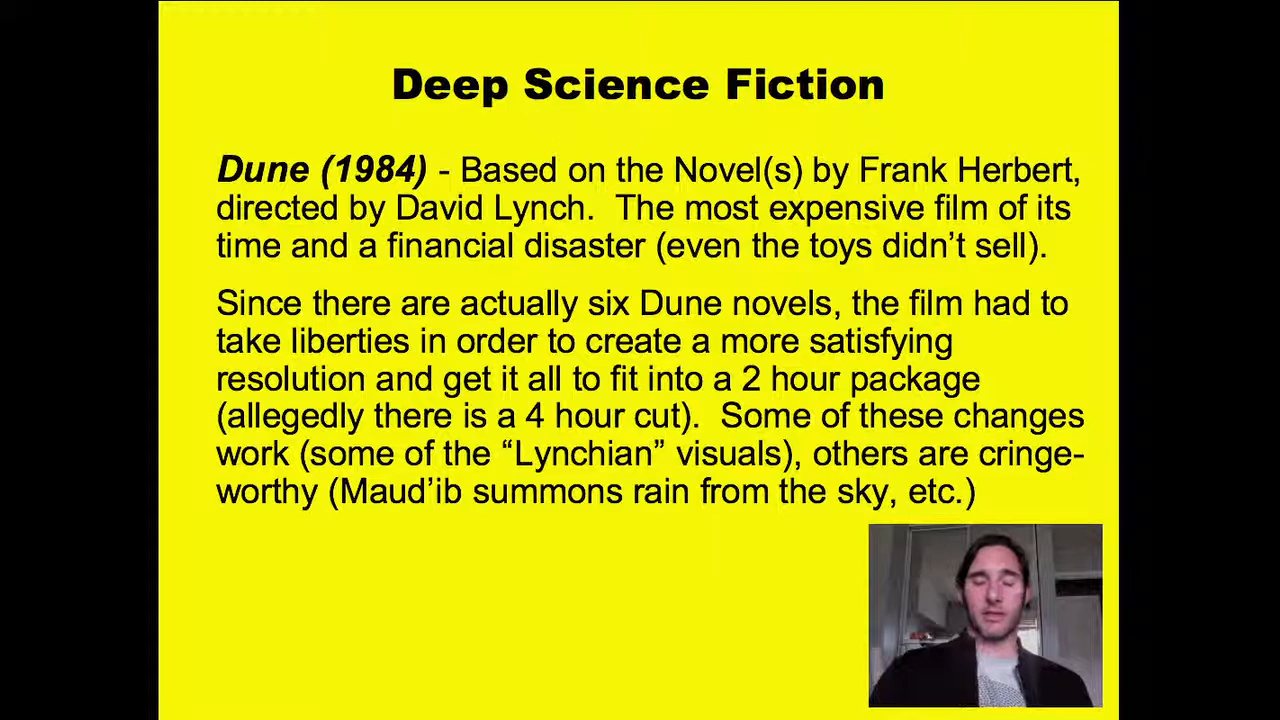 Deep Science Fiction
Dune (1984) - Based on the Novel(s) by Frank Herbert,
directed by David Lynch.  The most expensive film of its
time and a financial disaster (even the toys didn’t sell).
Since there are actually six Dune novels, the film had to
take liberties in order to create a more satisfying
resolution and get it all to fit into a 2 hour package
(allegedly there is a 4 hour cut).  Some of these changes
work (some of the “Lynchian” visuals), others are cringe-
worthy (Maud’ib summons rain from the sky, etc.)